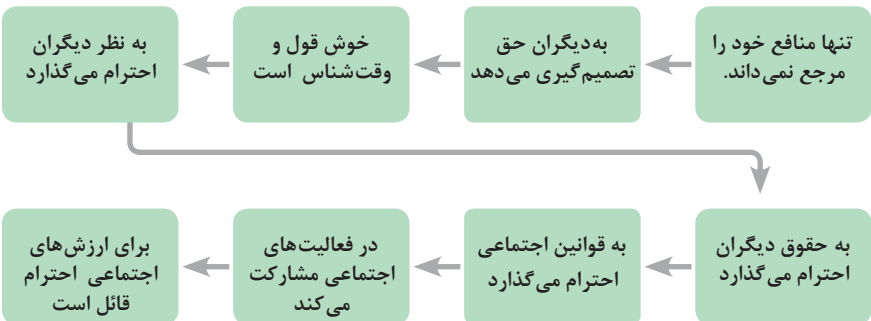 تنها منافع خود را
مرجع نمی‌داند.
به‌دیگران حق
تصمیم‌گیری می‌دهد
خوش قول و
وقت‌شناس است
به نظر دیگران
احترام می‌گذارد
به حقوق دیگران
احترام می‌گذارد
به قوانین اجتماعی
احترام می‌گذارد
در فعالیت‌های
اجتماعی مشارکت
می‌کند
برای ارزش‌های
اجتماعی احترام
قائل است